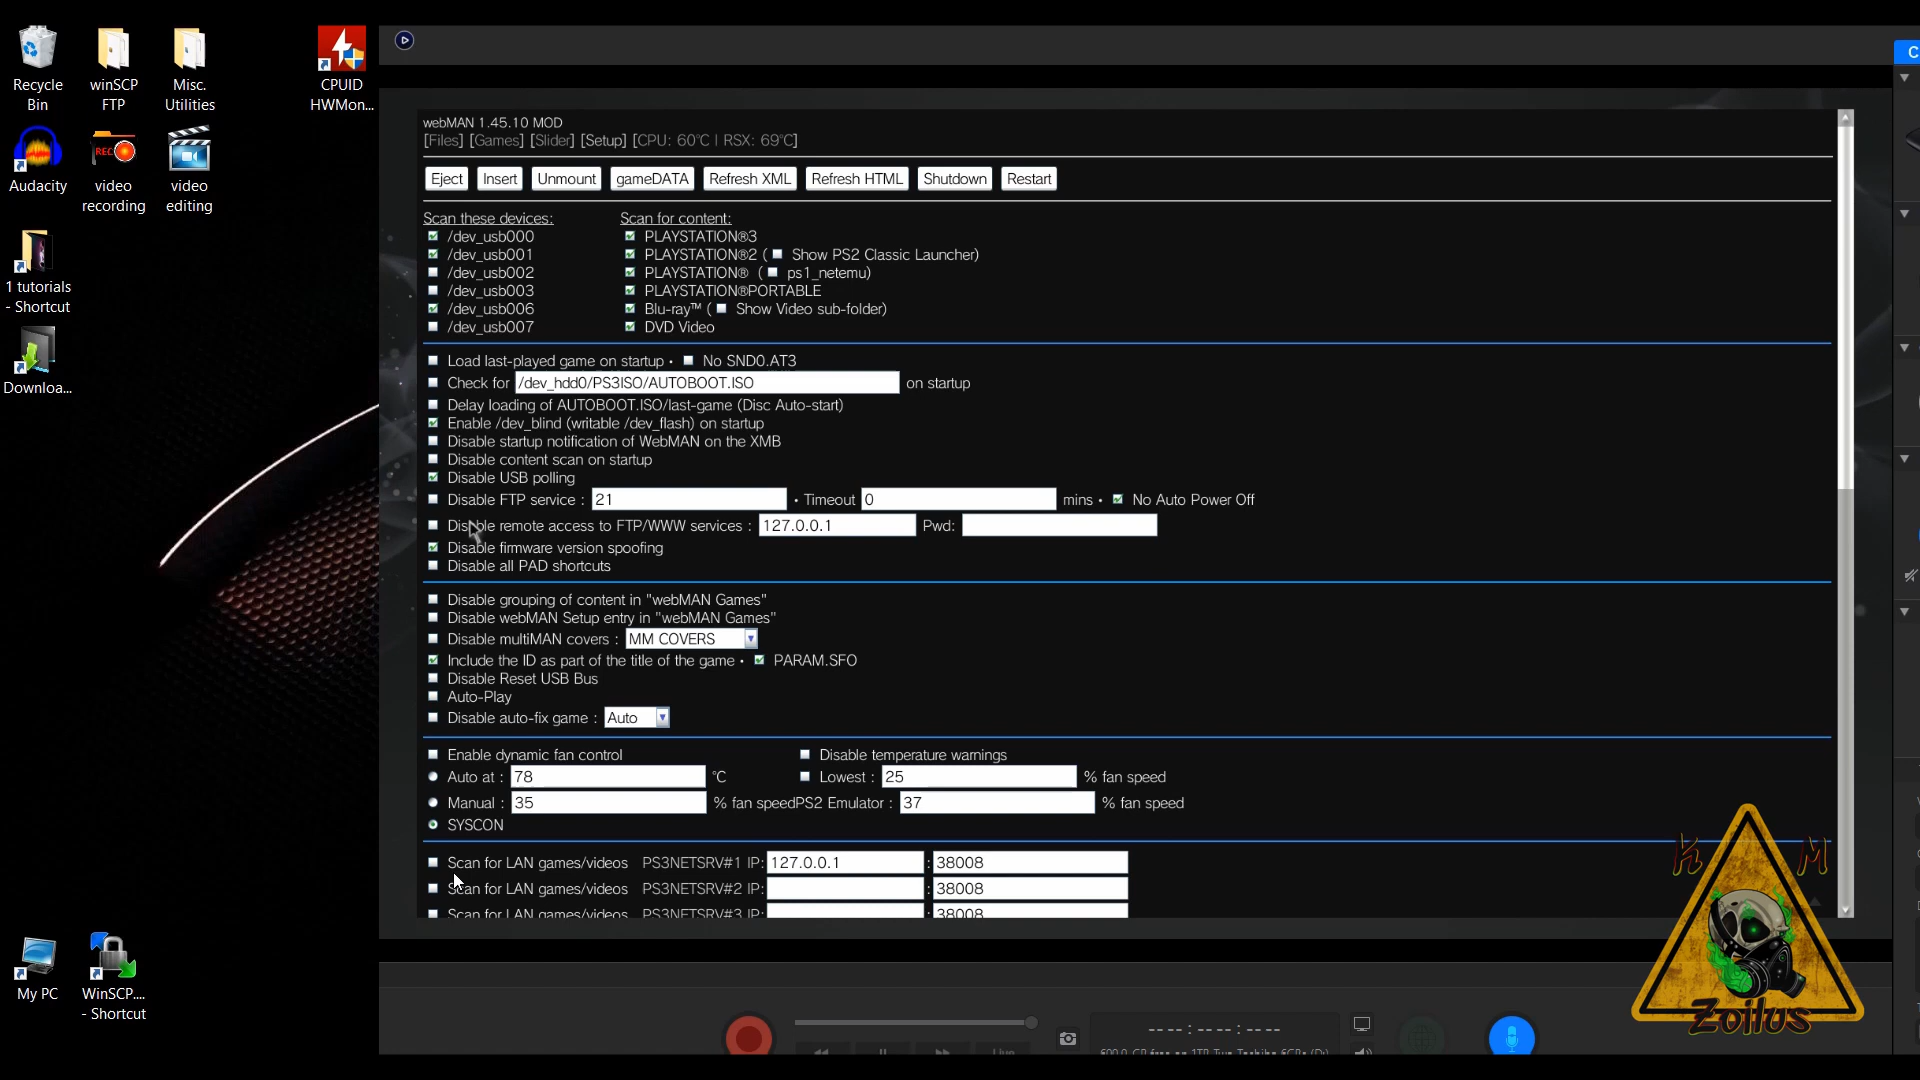 Recycle Bin
winSCP FTP
Misc. Utilities
CPUID HWMon...
Audacity
video recording
video editing
1 tutorials - Shortcut
Downloa...
My PC
WinSCP.... - Shortcut
webMAN 1.45.10 MOD
[Files] [Games] [Slider] [Setup] [CPU: 60°C | RSX: 69°C]
Eject Insert Unmount gameDATA Refresh XML Refresh HTML Shutdown Restart
Scan these devices: Scan for content:
/dev_usb000 PLAYSTATION®3
/dev_usb001 PLAYSTATION®2 ( Show PS2 Classic Launcher)
/dev_usb002 PLAYSTATION® ( ps1_netemu)
/dev_usb003 PLAYSTATION®PORTABLE
/dev_usb006 Blu-ray™ ( Show Video sub-folder)
/dev_usb007 DVD Video
Load last-played game on startup • No SND0.AT3
Check for /dev_hdd0/PS3ISO/AUTOBOOT.ISO on startup
Delay loading of AUTOBOOT.ISO/last-game (Disc Auto-start)
Enable /dev_blind (writable /dev_flash) on startup
Disable startup notification of WebMAN on the XMB
Disable content scan on startup
Disable USB polling
Disable FTP service : 21 • Timeout 0 mins • No Auto Power Off
Disable remote access to FTP/WWW services : 127.0.0.1 Pwd:
Disable firmware version spoofing
Disable all PAD shortcuts
Disable grouping of content in "webMAN Games"
Disable webMAN Setup entry in "webMAN Games"
Disable multiMAN covers : MM COVERS
Include the ID as part of the title of the game • PARAM.SFO
Disable Reset USB Bus
Auto-Play
Disable auto-fix game : Auto
Enable dynamic fan control Disable temperature warnings
Auto at : 78 °C Lowest : 25 % fan speed
Manual : 35 % fan speedPS2 Emulator : 37 % fan speed
SYSCON
Scan for LAN games/videos PS3NETSRV#1 IP: 127.0.0.1 : 38008
Scan for LAN games/videos PS3NETSRV#2 IP: : 38008
Scan for LAN games/videos PS3NETSRV#3 IP: : 38008
-- -- : -- -- : -- --
Live
REC
C
K M
Zoilus